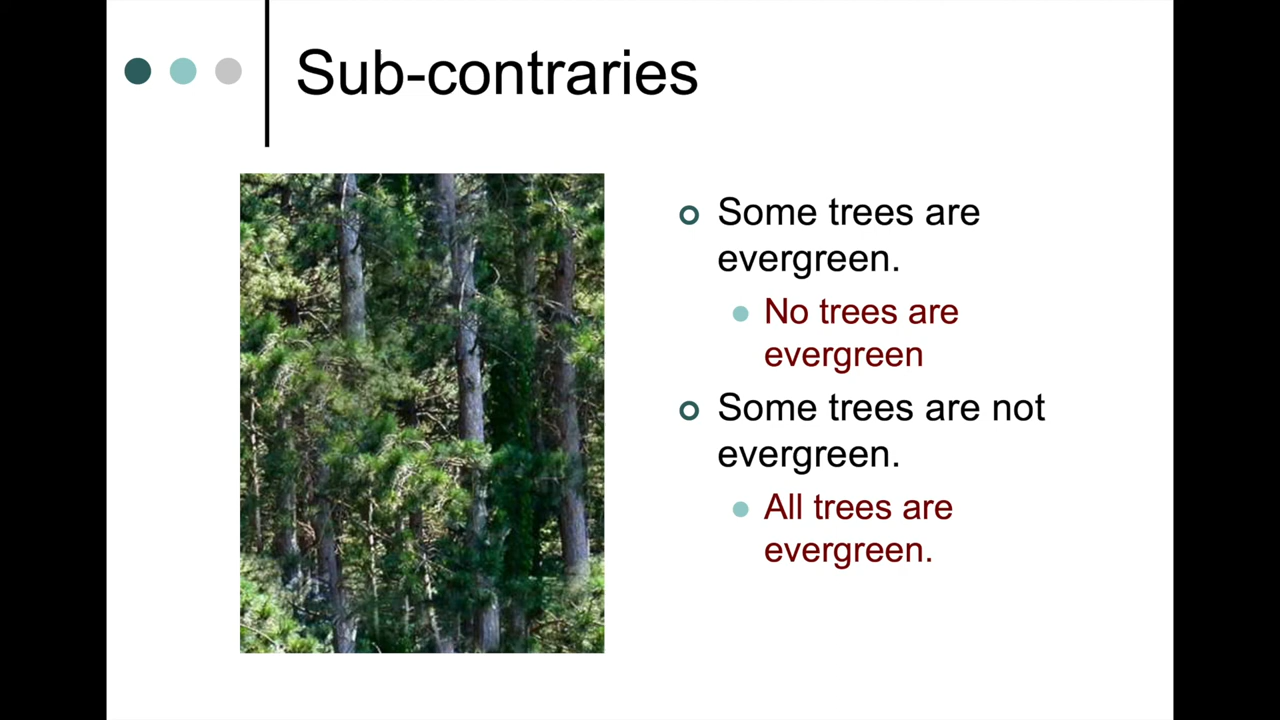 Sub-contraries
Some trees are
evergreen.
No trees are
evergreen
Some trees are not
evergreen.
All trees are
evergreen.